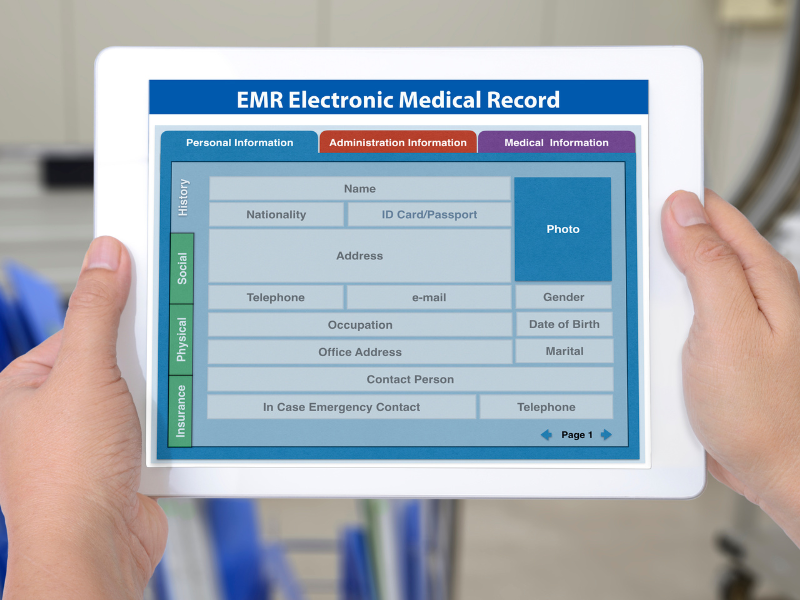 EMR Electronic Medical Record
Personal Information
Administration Information
Medical Information
History
Social
Physical
Insurance
Name
Nationality
ID Card/Passport
Photo
Address
Telephone
e-mail
Gender
Occupation
Date of Birth
Office Address
Marital
Contact Person
In Case Emergency Contact
Telephone
Page 1